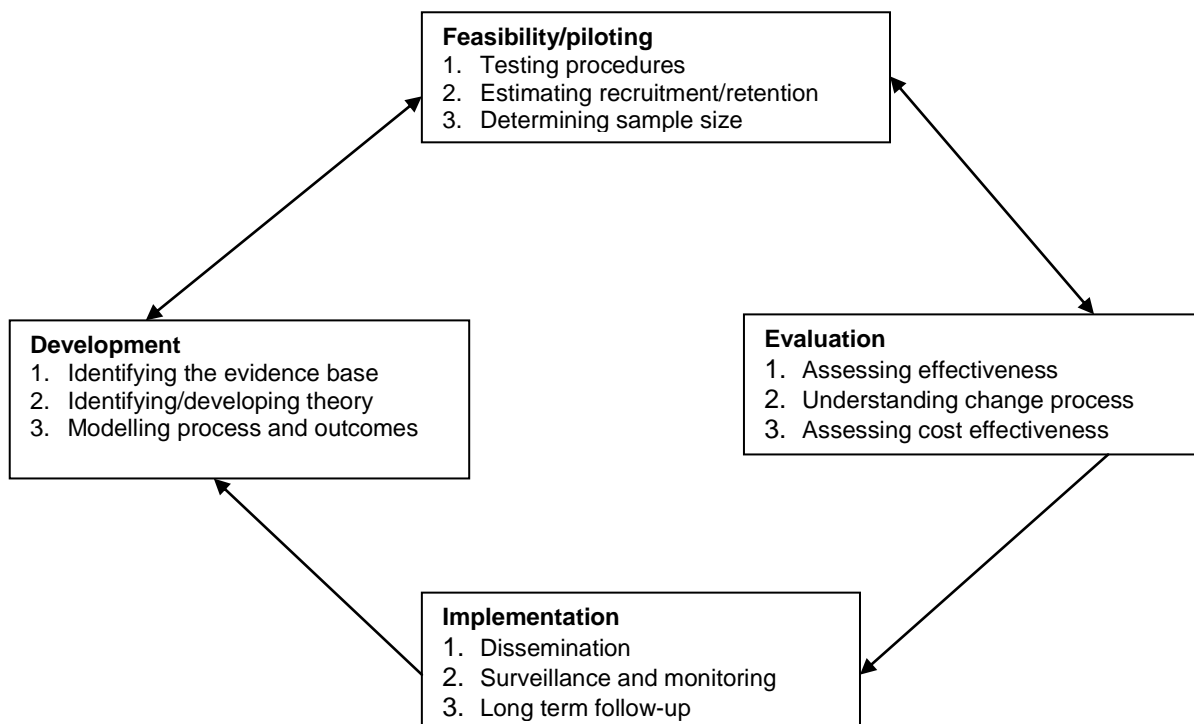 Feasibility/piloting
1. Testing procedures
2. Estimating recruitment/retention
3. Determining sample size
Development
1. Identifying the evidence base
2. Identifying/developing theory
3. Modelling process and outcomes
Evaluation
1. Assessing effectiveness
2. Understanding change process
3. Assessing cost effectiveness
Implementation
1. Dissemination
2. Surveillance and monitoring
3. Long term follow-up